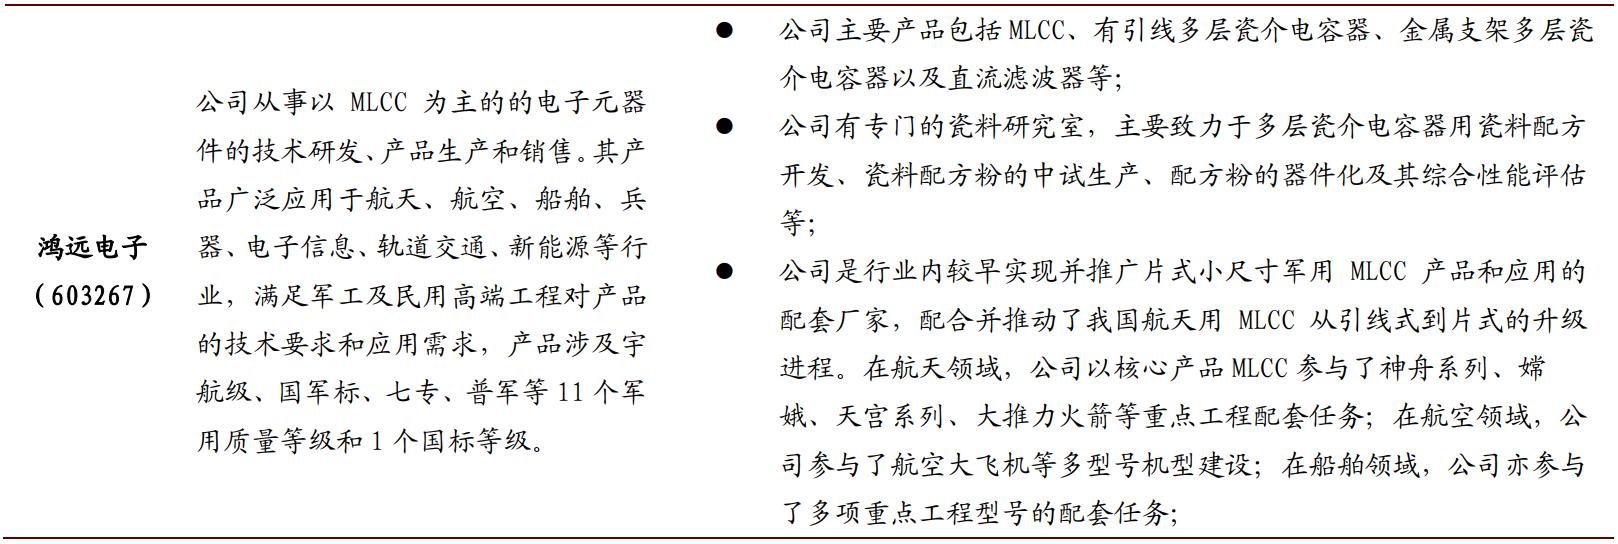 鸿远电子
（603267）
公司从事以 MLCC 为主的的电子元器
件的技术研发、产品生产和销售。其产
品广泛应用于航天、航空、船舶、兵
器、电子信息、轨道交通、新能源等行
业，满足军工及民用高端工程对产品
的技术要求和应用需求，产品涉及宇
航级、国军标、七专、普军等 11 个军
用质量等级和 1 个国标等级。
● 公司主要产品包括 MLCC、有引线多层瓷介电容器、金属支架多层瓷
介电容器以及直流滤波器等；
● 公司有专门的瓷料研究室，主要致力于多层瓷介电容器用瓷料配方
开发、瓷料配方粉的中试生产、配方粉的器件化及其综合性能评估
等；
● 公司是行业内较早实现并推广片式小尺寸军用 MLCC 产品和应用的
配套厂家，配合并推动了我国航天用 MLCC 从引线式到片式的升级
进程。在航天领域，公司以核心产品 MLCC 参与了神舟系列、嫦
娥、天宫系列、大推力火箭等重点工程配套任务；在航空领域，公
司参与了航空大飞机等多型号机型建设；在船舶领域，公司亦参与
了多项重点工程型号的配套任务；